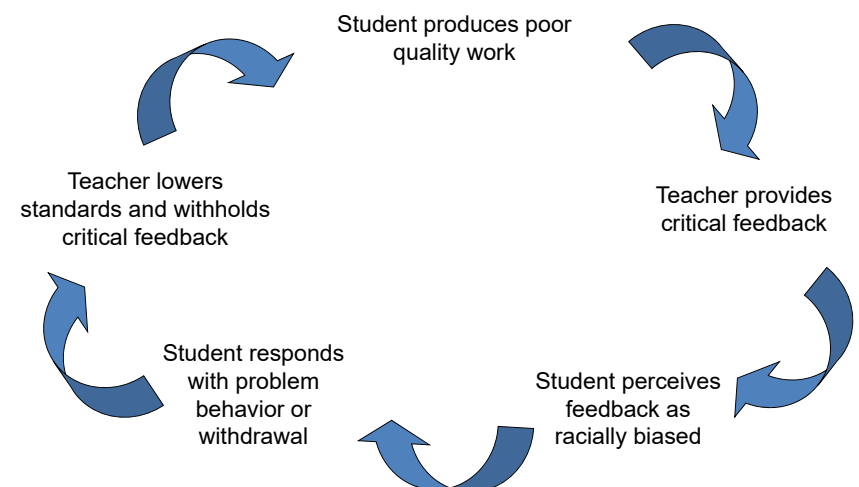 Student produces poor
quality work
Teacher provides
critical feedback
Student perceives
feedback as
racially biased
Student responds
with problem
behavior or
withdrawal
Teacher lowers
standards and withholds
critical feedback